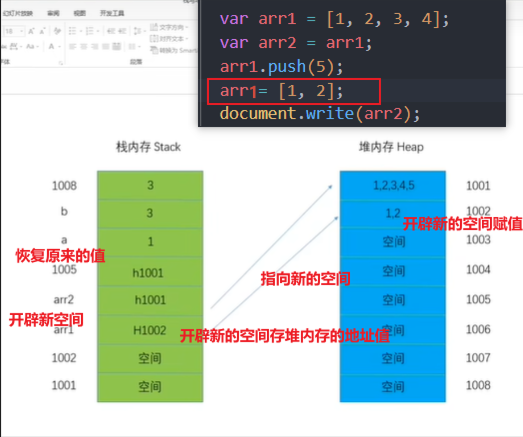 幻灯片放映 审阅 视图 开发工具
18
文字方向
对齐文本
转换为 Smart
段落
var arr1 = [1, 2, 3, 4];
var arr2 = arr1;
arr1.push(5);
arr1= [1, 2];
document.write(arr2);
栈内存 Stack
堆内存 Heap
1008 3
1,2,3,4,5 1001
b 3
1,2 1002
开辟新的空间赋值
a 1
空间 1003
恢复原来的值
1005 h1001
空间 1004
指向新的空间
arr2 h1001
空间 1005
开辟新空间
arr1 H1002
开辟新的空间存堆内存的地址值
空间 1006
1002 空间
空间 1007
1001 空间
空间 1008